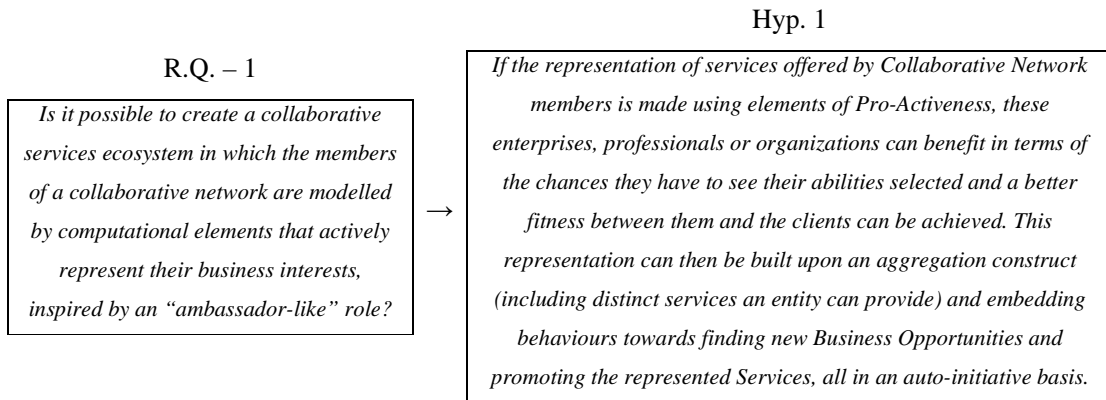 R.Q. – 1
Is it possible to create a collaborative
services ecosystem in which the members
of a collaborative network are modelled
by computational elements that actively
represent their business interests,
inspired by an “ambassador-like” role?
→
Hyp. 1
If the representation of services offered by Collaborative Network
members is made using elements of Pro-Activeness, these
enterprises, professionals or organizations can benefit in terms of
the chances they have to see their abilities selected and a better
fitness between them and the clients can be achieved. This
representation can then be built upon an aggregation construct
(including distinct services an entity can provide) and embedding
behaviours towards finding new Business Opportunities and
promoting the represented Services, all in an auto-initiative basis.